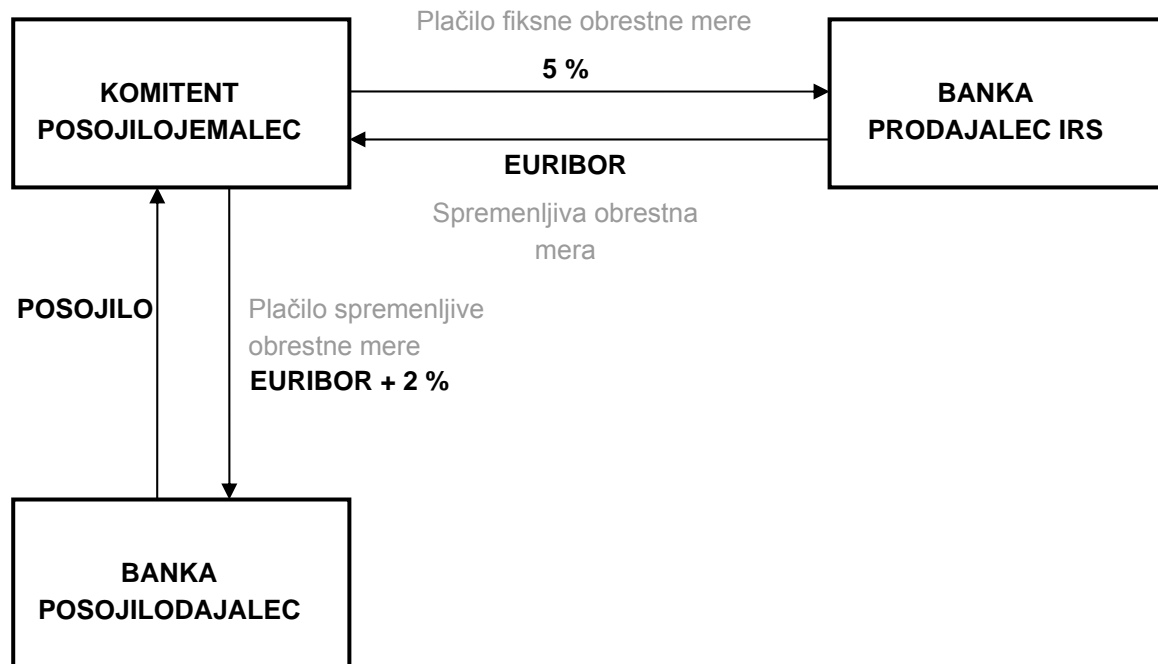 Plačilo fiksne obrestne mere
5 %
KOMITENT
POSOJILOJEMALEC
BANKA
PRODAJALEC IRS
EURIBOR
Spremenljiva obrestna
mera
POSOJILO
Plačilo spremenljive
obrestne mere
EURIBOR + 2 %
BANKA
POSOJILODAJALEC